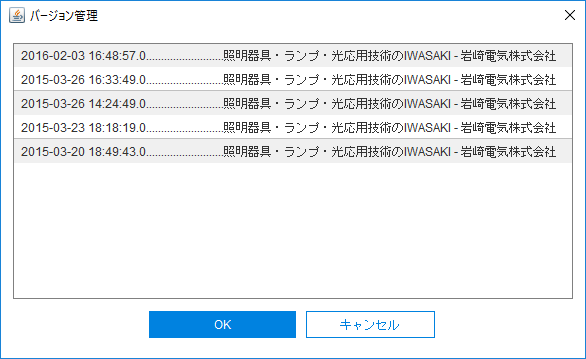 バージョン管理
2016-02-03 16:48:57.0..........................照明器具・ランプ・光応用技術のIWASAKI - 岩崎電気株式会社
2015-03-26 16:33:49.0..........................照明器具・ランプ・光応用技術のIWASAKI - 岩崎電気株式会社
2015-03-26 14:24:49.0..........................照明器具・ランプ・光応用技術のIWASAKI - 岩崎電気株式会社
2015-03-23 18:18:19.0..........................照明器具・ランプ・光応用技術のIWASAKI - 岩崎電気株式会社
2015-03-20 18:49:43.0..........................照明器具・ランプ・光応用技術のIWASAKI - 岩崎電気株式会社
OK キャンセル